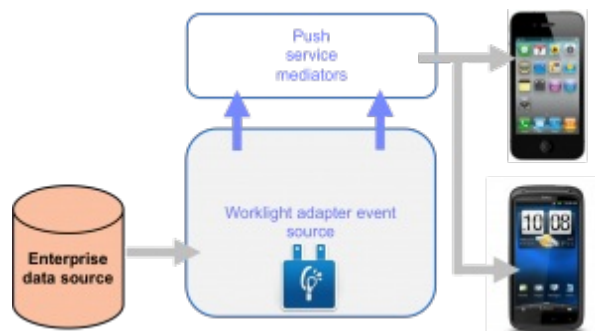 Push
service
mediators
Worklight adapter event
source
Enterprise
data source
10 08